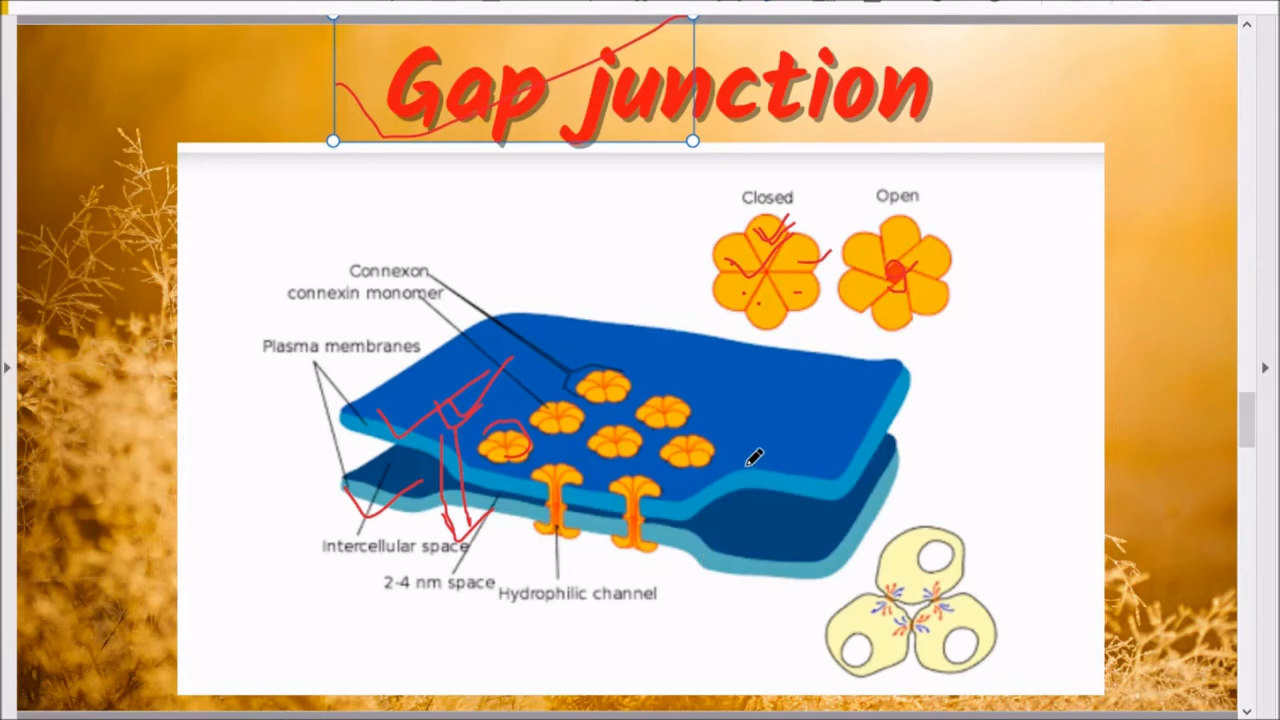 Gap junction
Closed
Open
Connexon
connexin monomer
Plasma membranes
Intercellular space
2-4 nm space
Hydrophilic channel